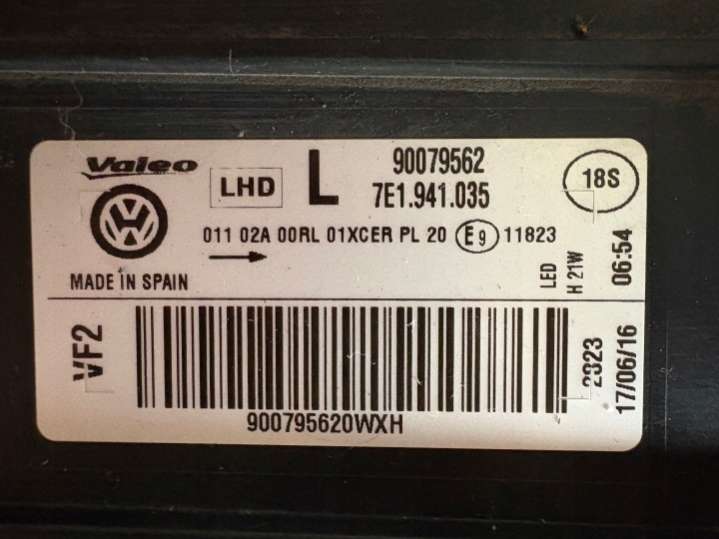 Valeo
LHD
L
90079562
7E1.941.035
18S
011 02A 00RL 01XCER PL 20 E9 11823
MADE IN SPAIN
LED
H 21W
06:54
VF2
2323
17/06/16
900795620WXH